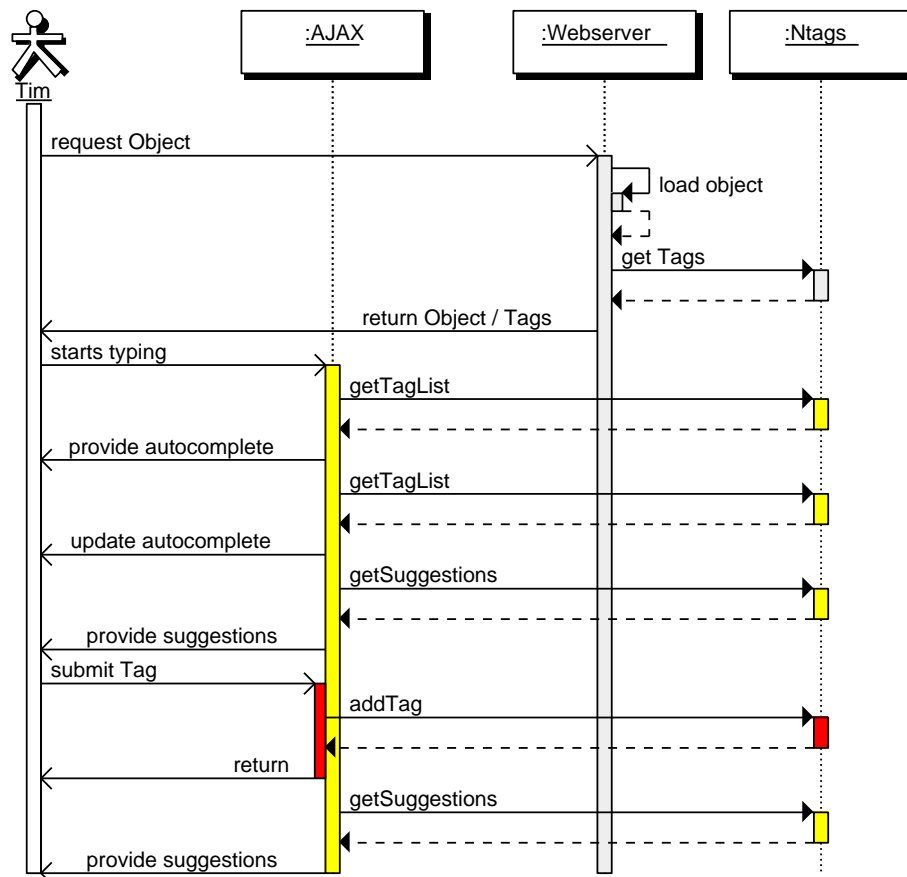 :AJAX
:Webserver
:Ntags
Tim
request Object
load object
get Tags
return Object / Tags
starts typing
getTagList
provide autocomplete
getTagList
update autocomplete
getSuggestions
provide suggestions
submit Tag
addTag
return
getSuggestions
provide suggestions